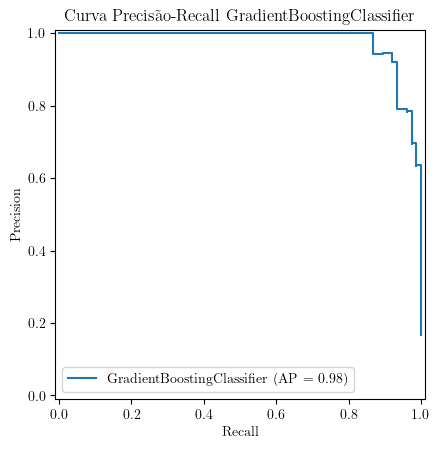 Curva Precisão-Recall GradientBoostingClassifier
1.0
0.8
0.6
0.4
0.2
0.0
Precision
GradientBoostingClassifier (AP = 0.98)
0.0 0.2 0.4 0.6 0.8 1.0
Recall